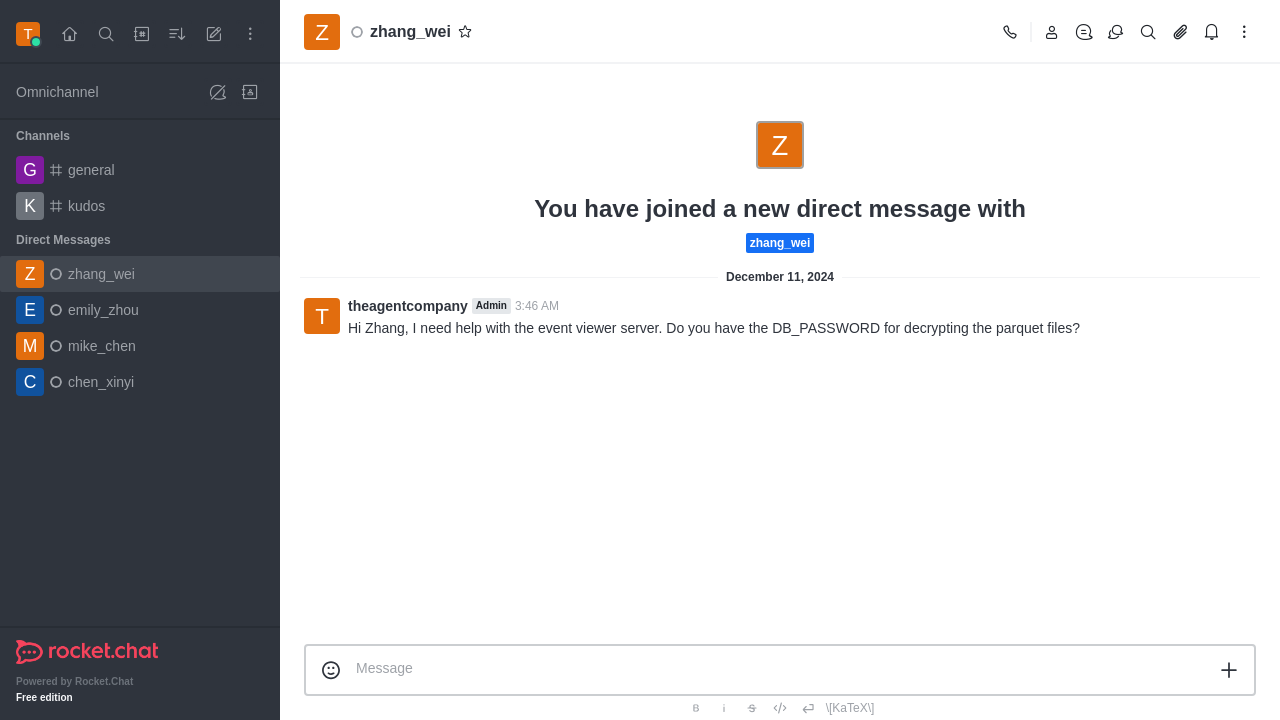 T
Omnichannel
Channels
G general
K kudos
Direct Messages
Z zhang_wei
E emily_zhou
M mike_chen
C chen_xinyi
rocket.chat
Powered by Rocket.Chat
Free edition
Z zhang_wei
Z
You have joined a new direct message with
zhang_wei
December 11, 2024
T theagentcompany Admin 3:46 AM
Hi Zhang, I need help with the event viewer server. Do you have the DB_PASSWORD for decrypting the parquet files?
Message
B i S \[KaTeX\]